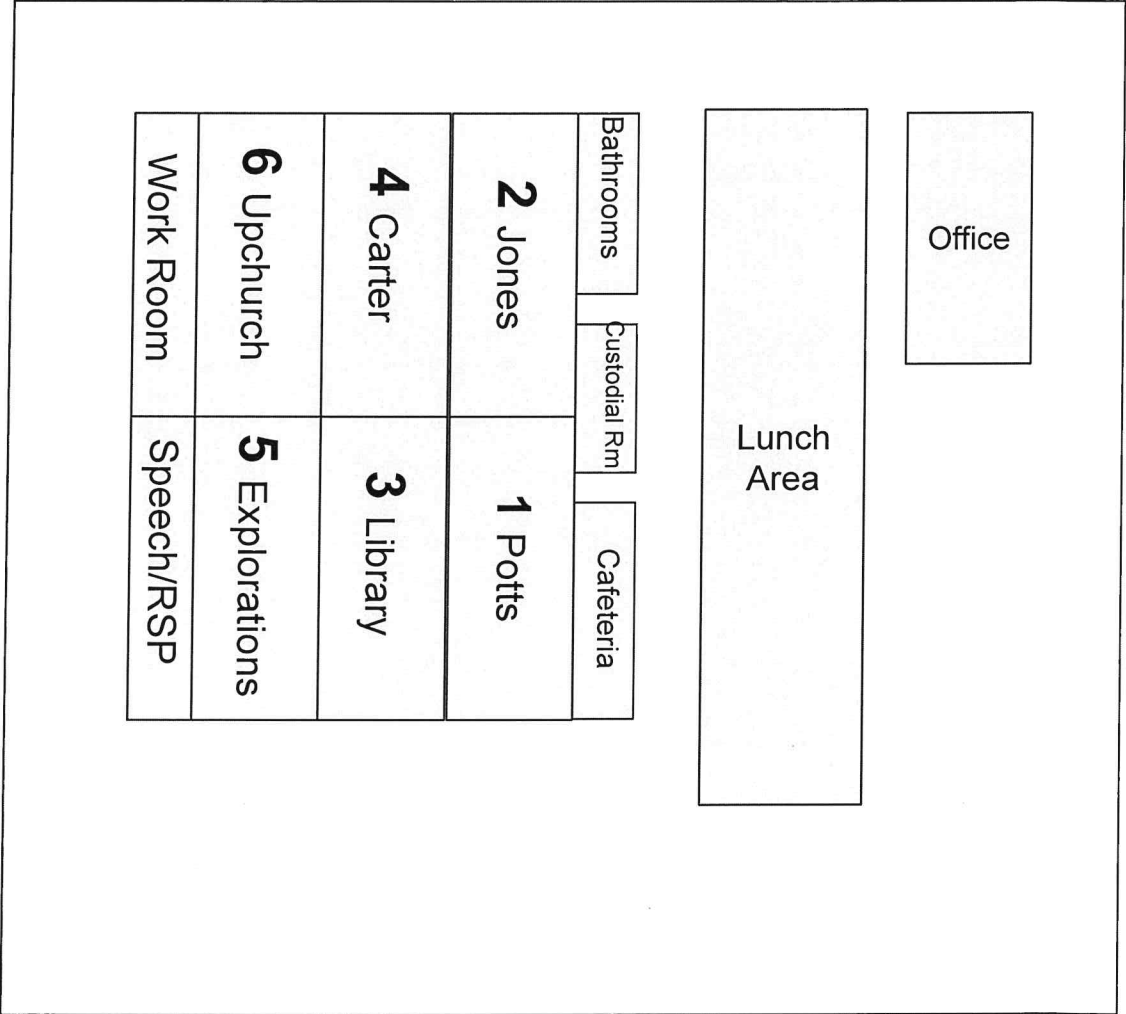 Work Room
6 Upchurch
4 Carter
2 Jones
Bathrooms
Custodial Rm
Cafeteria
Speech/RSP
5 Explorations
3 Library
1 Potts
Lunch
Area
Office